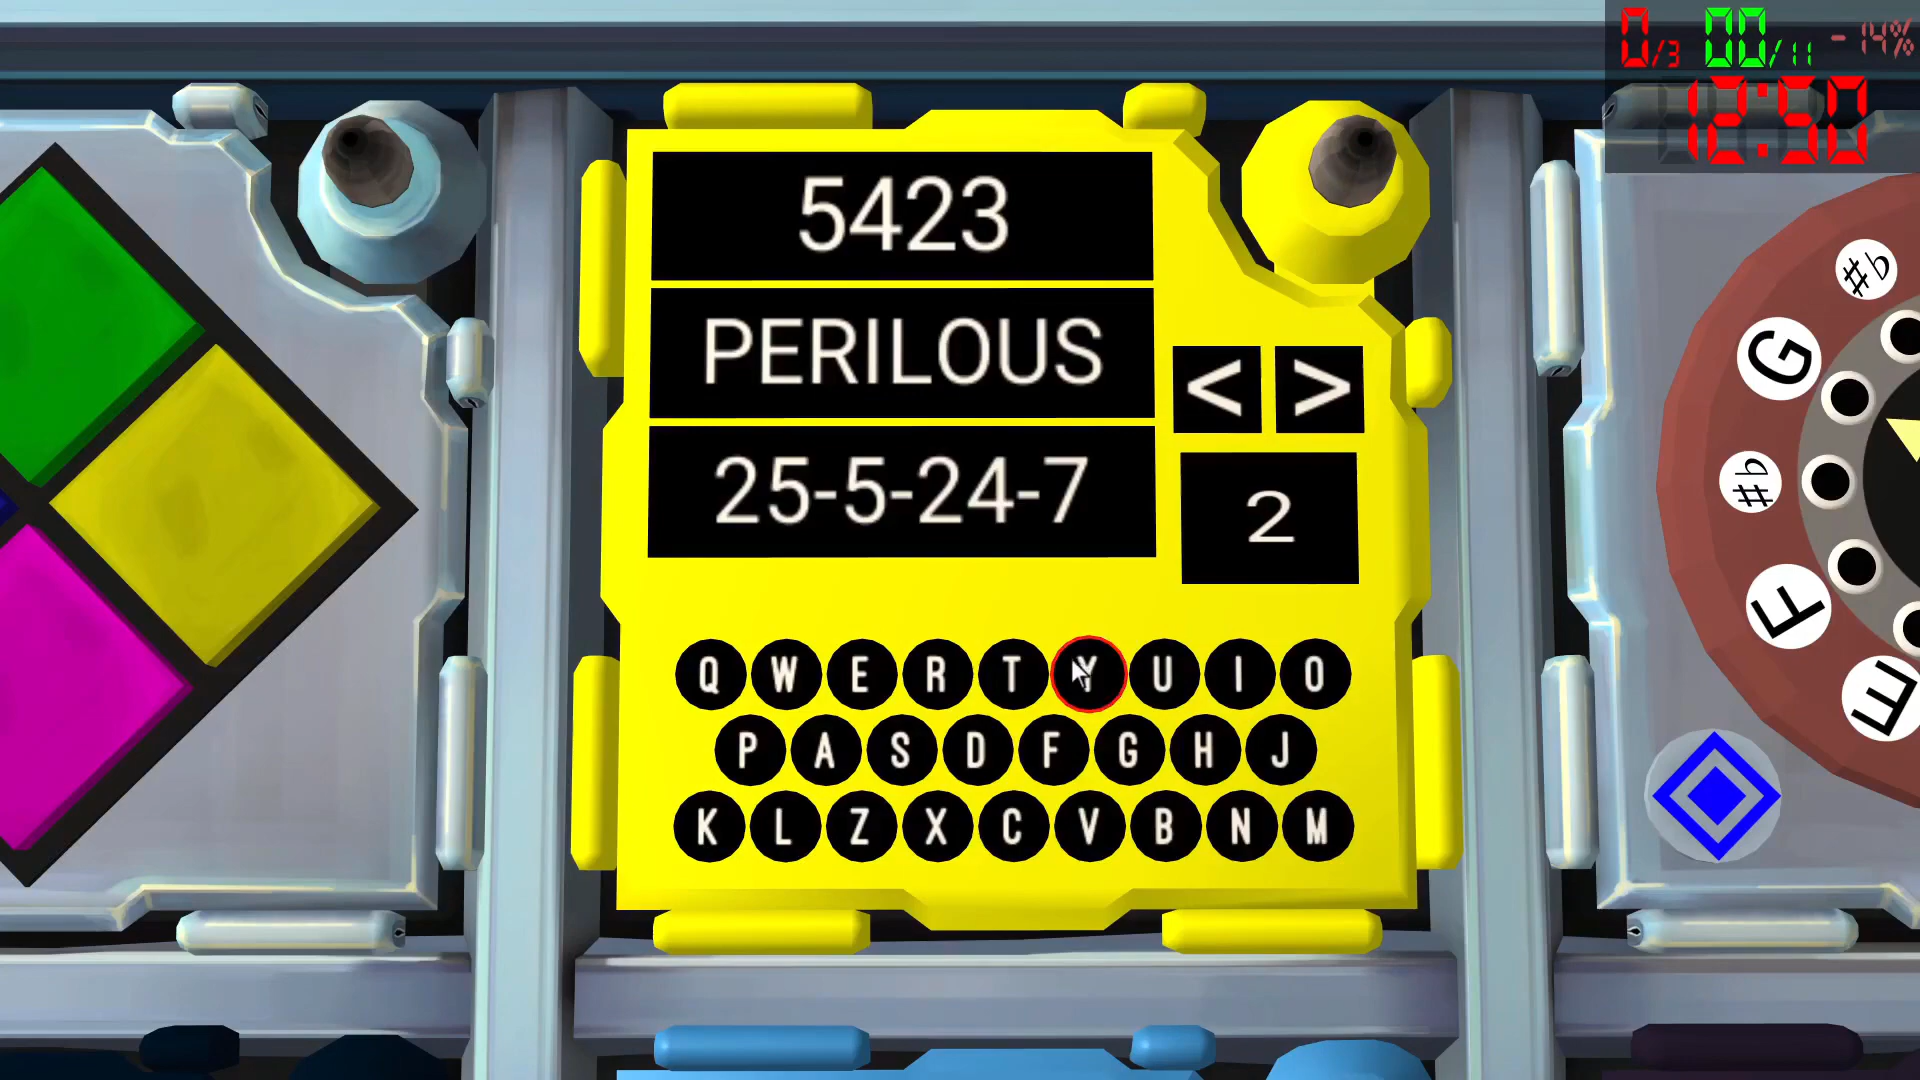 0/3 00/11 -14%
12:50
5423
PERILOUS
25-5-24-7
< >
2
Q W E R T Y U I O
P A S D F G H J
K L Z X C V B N M
#♭
G
#♭
F
E